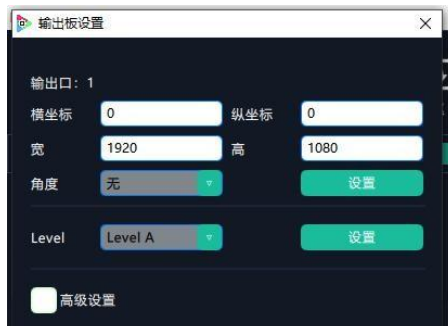 输出板设置
输出口: 1
横坐标 0 纵坐标 0
宽 1920 高 1080
角度 无 设置
Level Level A 设置
高级设置